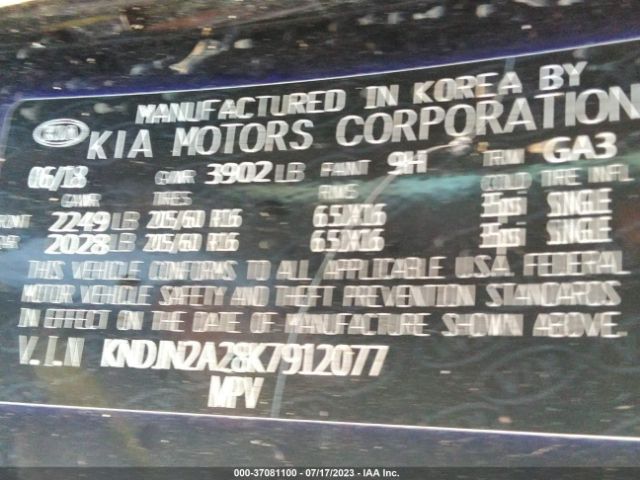 MANUFACTURED IN KOREA BY
KIA KIA MOTORS CORPORATION
06/18 GVWR 3902 LB PAINT 9H TRIM GA3
GAWR TIRES RIMS COLD TIRE INFL
FRONT 2249 LB 205/60 R16 6.5JX16 35psi SINGLE
REAR 2028 LB 205/60 R16 6.5JX16 35psi SINGLE
THIS VEHICLE CONFORMS TO ALL APPLICABLE U.S.A. FEDERAL
MOTOR VEHICLE SAFETY AND THEFT PREVENTION STANDARDS
IN EFFECT ON THE DATE OF MANUFACTURE SHOWN ABOVE.
V.I.N KNDJN2A28K7912077
MPV
000-37081100 - 07/17/2023 - IAA Inc.